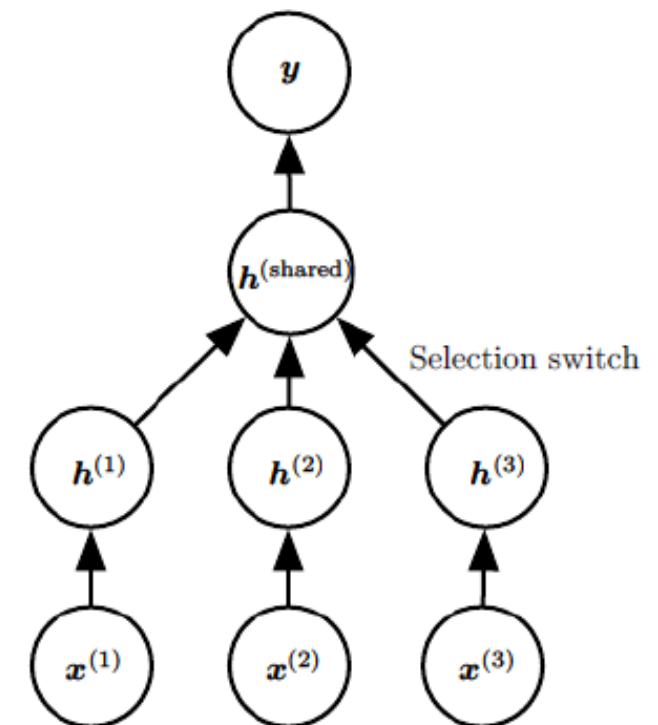 y
h(shared)
Selection switch
h(1) h(2) h(3)
x(1) x(2) x(3)